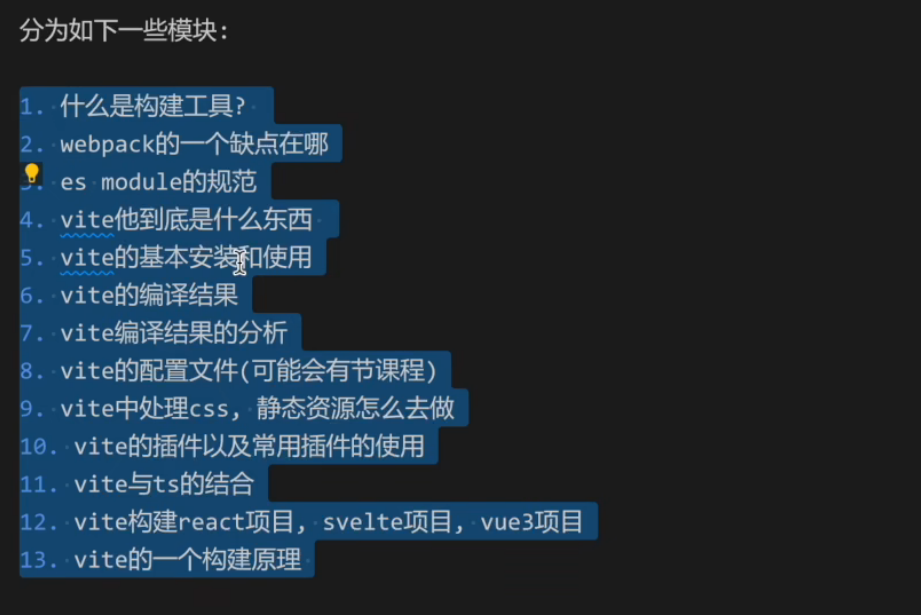 分为如下一些模块:
1. 什么是构建工具?
2. webpack的一个缺点在哪
3. es module的规范
4. vite他到底是什么东西
5. vite的基本安装和使用
6. vite的编译结果
7. vite编译结果的分析
8. vite的配置文件(可能会有节课程)
9. vite中处理css, 静态资源怎么去做
10. vite的插件以及常用插件的使用
11. vite与ts的结合
12. vite构建react项目, svelte项目, vue3项目
13. vite的一个构建原理